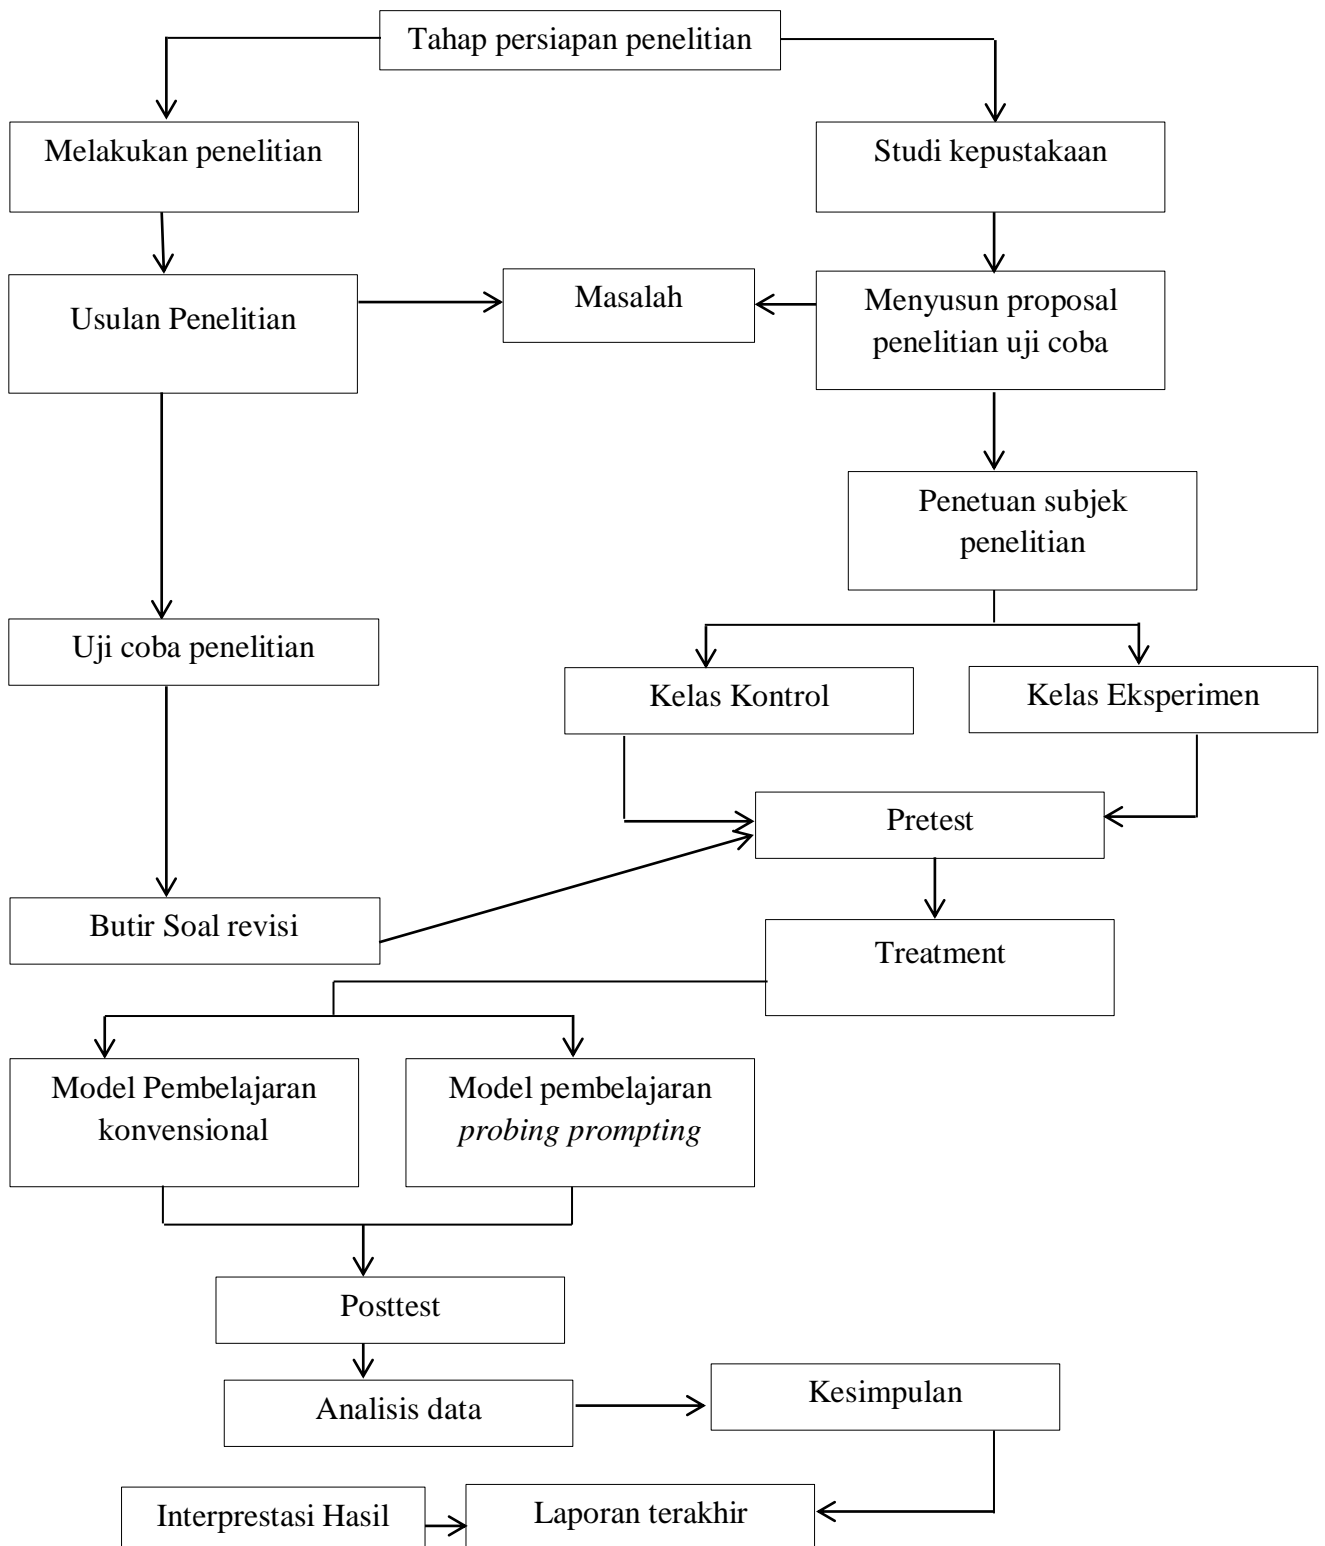 Tahap persiapan penelitian
Melakukan penelitian
Studi kepustakaan
Usulan Penelitian
Masalah
Menyusun proposal
penelitian uji coba
Penetuan subjek
penelitian
Uji coba penelitian
Kelas Kontrol
Kelas Eksperimen
Pretest
Butir Soal revisi
Treatment
Model Pembelajaran
konvensional
Model pembelajaran
probing prompting
Posttest
Analisis data
Kesimpulan
Interprestasi Hasil
Laporan terakhir